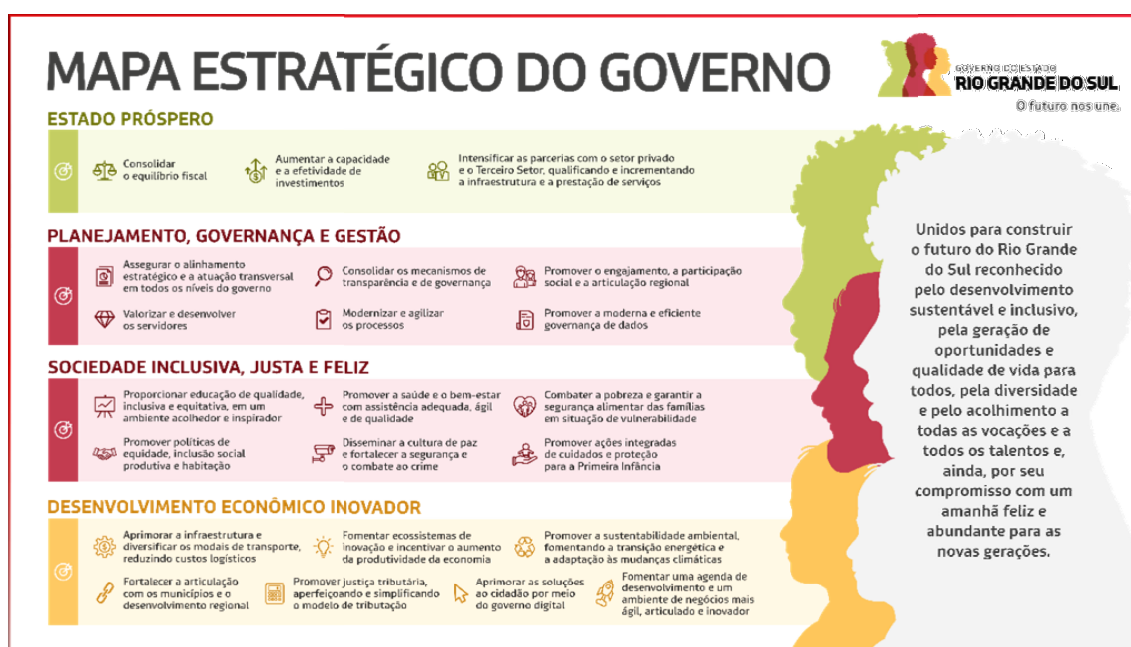 MAPA ESTRATÉGICO DO GOVERNO
GOVERNO DO ESTADO
RIO GRANDE DO SUL
O futuro nos une.
ESTADO PRÓSPERO
Consolidar
o equilíbrio fiscal
Aumentar a capacidade
e a efetividade de
investimentos
Intensificar as parcerias com o setor privado
e o Terceiro Setor, qualificando e incrementando
a infraestrutura e a prestação de serviços
PLANEJAMENTO, GOVERNANÇA E GESTÃO
Assegurar o alinhamento
estratégico e a atuação transversal
em todos os níveis do governo
Consolidar os mecanismos de
transparência e de governança
Promover o engajamento, a participação
social e a articulação regional
Valorizar e desenvolver
os servidores
Modernizar e agilizar
os processos
Promover a moderna e eficiente
governança de dados
SOCIEDADE INCLUSIVA, JUSTA E FELIZ
Proporcionar educação de qualidade,
inclusiva e equitativa, em um
ambiente acolhedor e inspirador
Promover a saúde e o bem-estar
com assistência adequada, ágil
e de qualidade
Combater a pobreza e garantir a
segurança alimentar das famílias
em situação de vulnerabilidade
Promover políticas de
equidade, inclusão social
produtiva e habitação
Disseminar a cultura de paz
e fortalecer a segurança e
o combate ao crime
Promover ações integradas
de cuidados e proteção
para a Primeira Infância
DESENVOLVIMENTO ECONÔMICO INOVADOR
Aprimorar a infraestrutura e
diversificar os modais de transporte,
reduzindo custos logísticos
Fomentar ecossistemas de
inovação e incentivar o aumento
da produtividade da economia
Promover a sustentabilidade ambiental,
fomentando a transição energética e
a adaptação às mudanças climáticas
Fortalecer a articulação
com os municípios e o
desenvolvimento regional
Promover justiça tributária,
aperfeiçoando e simplificando
o modelo de tributação
Aprimorar as soluções
ao cidadão por meio
do governo digital
Fomentar uma agenda de
desenvolvimento e um
ambiente de negócios mais
ágil, articulado e inovador
Unidos para construir
o futuro do Rio Grande
do Sul reconhecido
pelo desenvolvimento
sustentável e inclusivo,
pela geração de
oportunidades e
qualidade de vida para
todos, pela diversidade
e pelo acolhimento a
todas as vocações e a
todos os talentos e,
ainda, por seu
compromisso com um
amanhã feliz e
abundante para as
novas gerações.